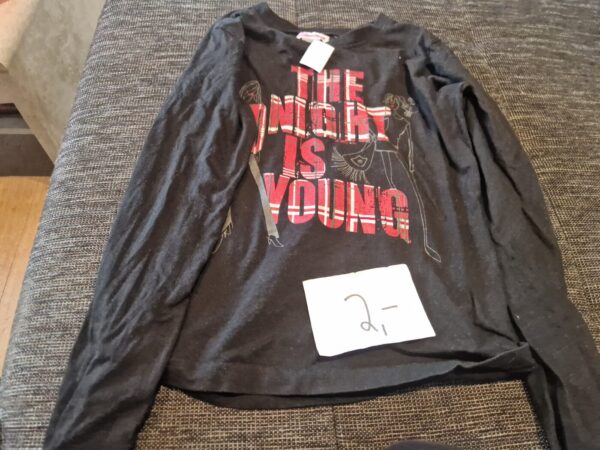 THE
NIGHT
IS
YOUNG
2,-